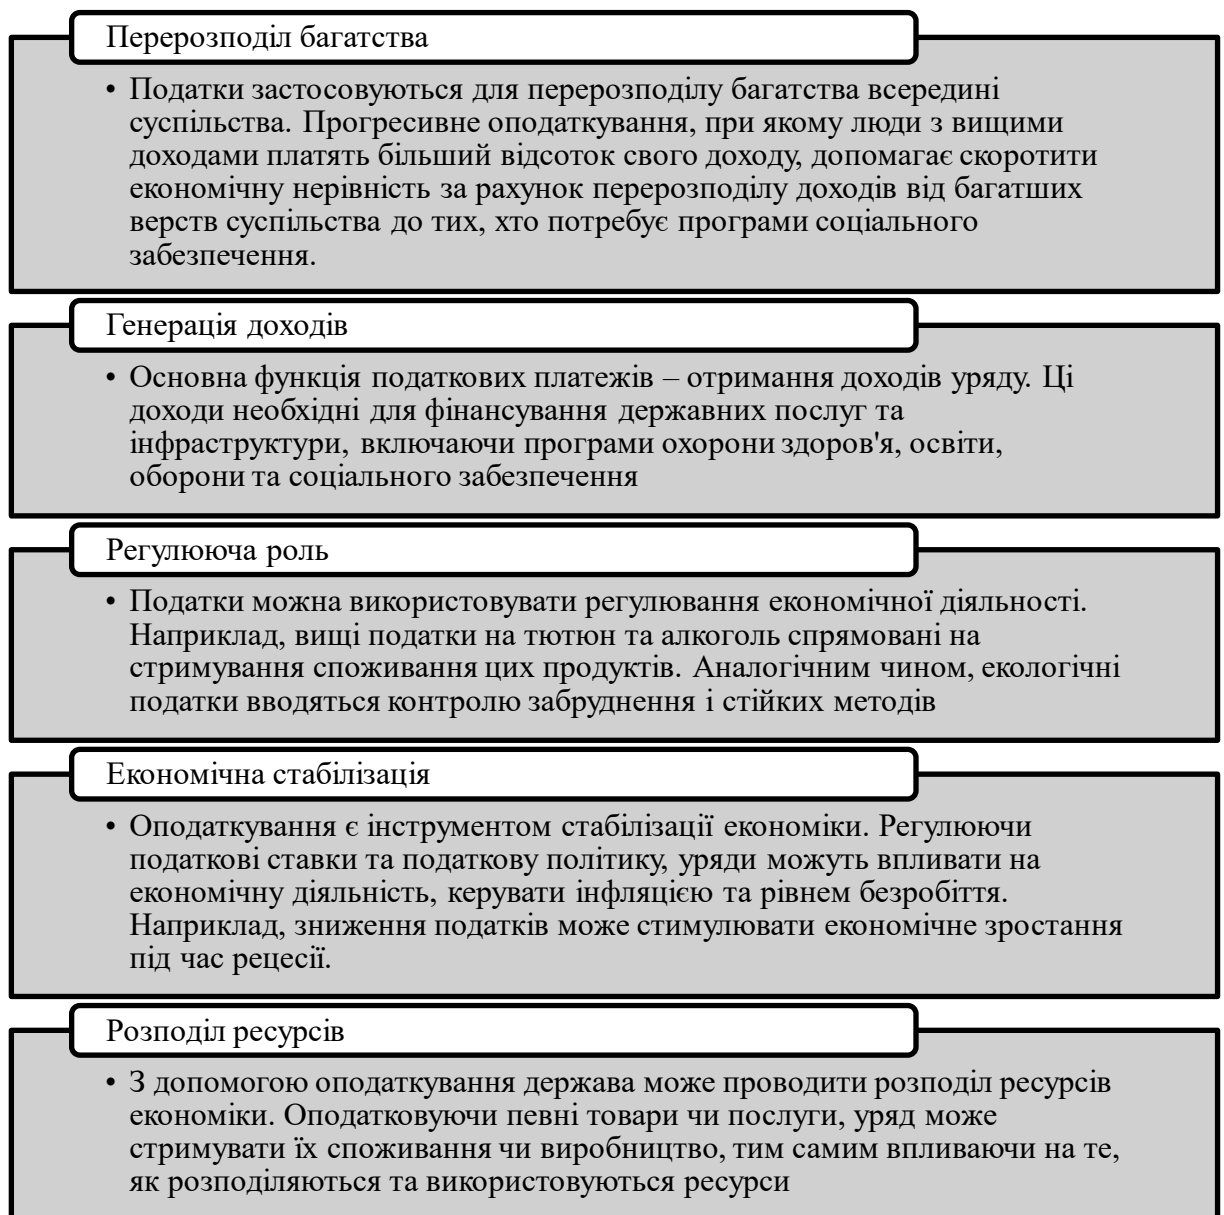 Перерозподіл багатства
• Податки застосовуються для перерозподілу багатства всередині
суспільства. Прогресивне оподаткування, при якому люди з вищими
доходами платять більший відсоток свого доходу, допомагає скоротити
економічну нерівність за рахунок перерозподілу доходів від багатших
верств суспільства до тих, хто потребує програми соціального
забезпечення.
Генерація доходів
• Основна функція податкових платежів – отримання доходів уряду. Ці
доходи необхідні для фінансування державних послуг та
інфраструктури, включаючи програми охорони здоров'я, освіти,
оборони та соціального забезпечення
Регулююча роль
• Податки можна використовувати регулювання економічної діяльності.
Наприклад, вищі податки на тютюн та алкоголь спрямовані на
стримування споживання цих продуктів. Аналогічним чином, екологічні
податки вводяться контролю забруднення і стійких методів
Економічна стабілізація
• Оподаткування є інструментом стабілізації економіки. Регулюючи
податкові ставки та податкову політику, уряди можуть впливати на
економічну діяльність, керувати інфляцією та рівнем безробіття.
Наприклад, зниження податків може стимулювати економічне зростання
під час рецесії.
Розподіл ресурсів
• З допомогою оподаткування держава може проводити розподіл ресурсів
економіки. Оподатковуючи певні товари чи послуги, уряд може
стримувати їх споживання чи виробництво, тим самим впливаючи на те,
як розподіляються та використовуються ресурси